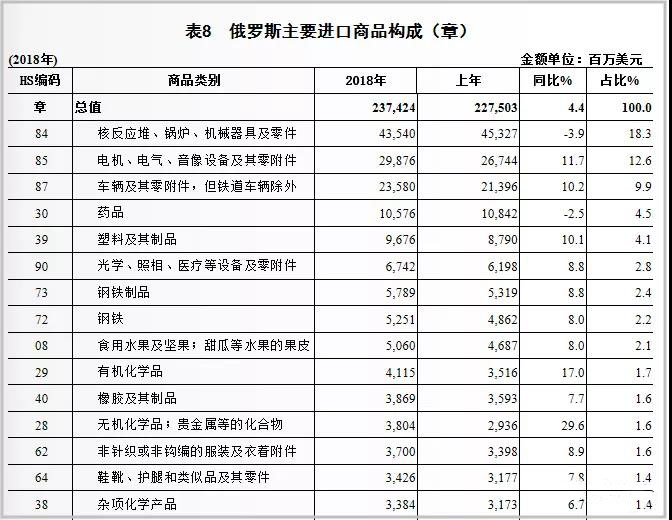 表8 俄罗斯主要进口商品构成（章）
(2018年) 金额单位：百万美元
HS编码 商品类别 2018年 上年 同比% 占比%
章 总值 237,424 227,503 4.4 100.0
84 核反应堆、锅炉、机械器具及零件 43,540 45,327 -3.9 18.3
85 电机、电气、音像设备及其零附件 29,876 26,744 11.7 12.6
87 车辆及其零附件，但铁道车辆除外 23,580 21,396 10.2 9.9
30 药品 10,576 10,842 -2.5 4.5
39 塑料及其制品 9,676 8,790 10.1 4.1
90 光学、照相、医疗等设备及零附件 6,742 6,198 8.8 2.8
73 钢铁制品 5,789 5,319 8.8 2.4
72 钢铁 5,251 4,862 8.0 2.2
08 食用水果及坚果；甜瓜等水果的果皮 5,060 4,687 8.0 2.1
29 有机化学品 4,115 3,516 17.0 1.7
40 橡胶及其制品 3,869 3,593 7.7 1.6
28 无机化学品；贵金属等的化合物 3,804 2,936 29.6 1.6
62 非针织或非钩编的服装及衣着附件 3,700 3,398 8.9 1.6
64 鞋靴、护腿和类似品及其零件 3,426 3,177 7.8 1.4
38 杂项化学产品 3,384 3,173 6.7 1.4